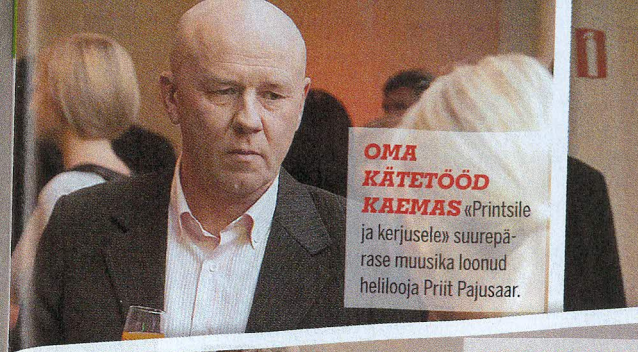 OMA
KÄTETÖÖD
KAEMAS «Printsile
ja kerjusele» suurepä-
rase muusika loonud
helilooja Priit Pajusaar.